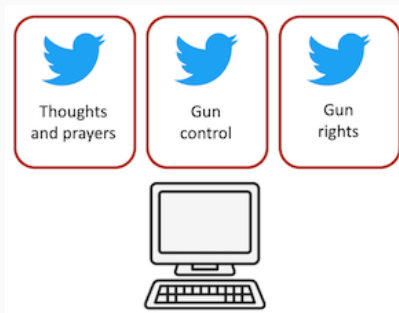 Thoughts
and prayers
Gun
control
Gun
rights